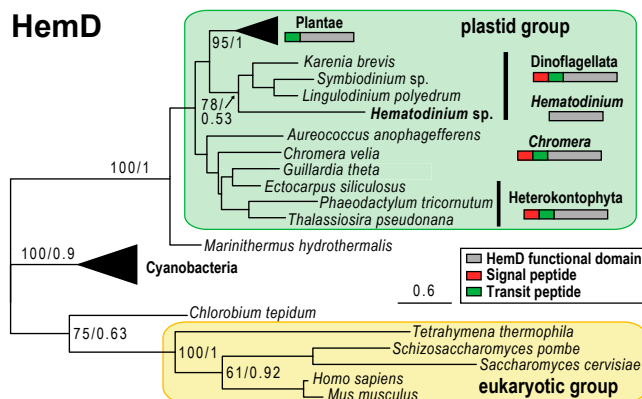 HemD
Plantae
plastid group
95/1
Karenia brevis
Dinoflagellata
Symbiodinium sp.
78/
0.53
Lingulodinium polyedrum
Hematodinium
Hematodinium sp.
Aureococcus anophagefferens
Chromera
Chromera velia
100/1
Guillardia theta
Ectocarpus siliculosus
Heterokontophyta
Phaeodactylum tricornutum
Thalassiosira pseudonana
Marinithermus hydrothermalis
100/0.9
Cyanobacteria
HemD functional domain
Signal peptide
Transit peptide
0.6
Chlorobium tepidum
75/0.63
Tetrahymena thermophila
100/1
Schizosaccharomyces pombe
61/0.92
Saccharomyces cervisiae
Homo sapiens
eukaryotic group
Mus musculus